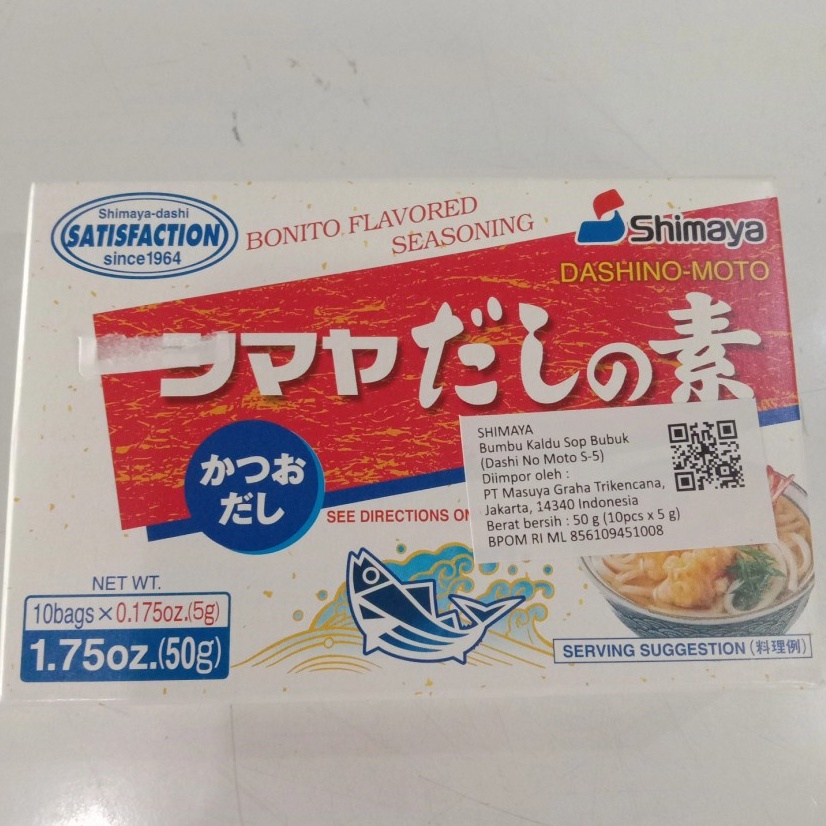 Shimaya-dashi
SATISFACTION
since1964
BONITO FLAVORED
SEASONING
Shimaya
DASHINO-MOTO
マヤだしの素
かつお
だし
SEE DIRECTIONS ON
SHIMAYA
Bumbu Kaldu Sop Bubuk
(Dashi No Moto S-5)
Diimpor oleh :
PT Masuya Graha Trikencana,
Jakarta, 14340 Indonesia
Berat bersih : 50 g (10pcs x 5 g)
BPOM RI ML 856109451008
NET WT.
10bags×0.175oz.(5g)
1.75oz.(50g)
SERVING SUGGESTION (料理例)